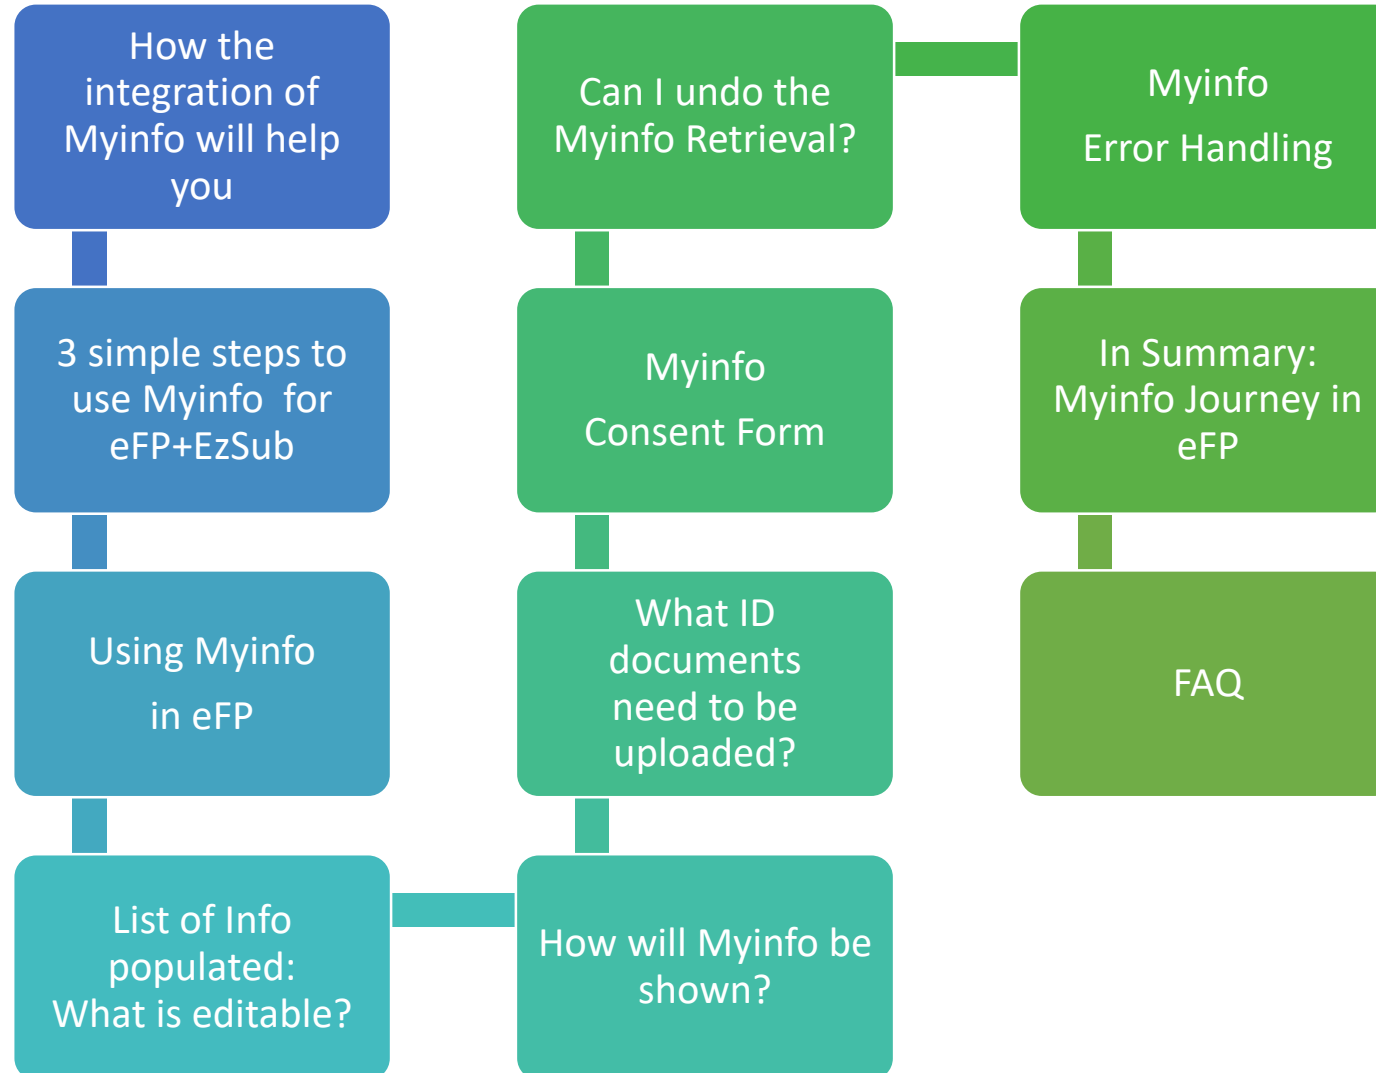 How the
integration of
Myinfo will help
you
3 simple steps to
use Myinfo  for
eFP+EzSub
Using Myinfo
in eFP
List of Info
populated:
What is editable?
How will Myinfo be
shown?
What ID
documents
need to be
uploaded?
Myinfo
Consent Form
Can I undo the
Myinfo Retrieval?
Myinfo
Error Handling
In Summary:
Myinfo Journey in
eFP
FAQ